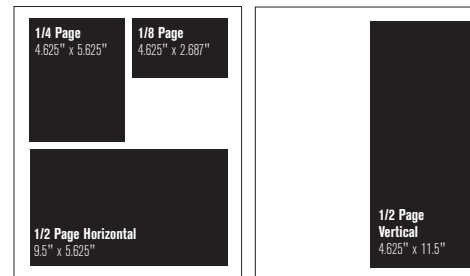 1/4 Page
4.625" x 5.625"
1/8 Page
4.625" x 2.687"
1/2 Page Horizontal
9.5" x 5.625"
1/2 Page
Vertical
4.625" x 11.5"